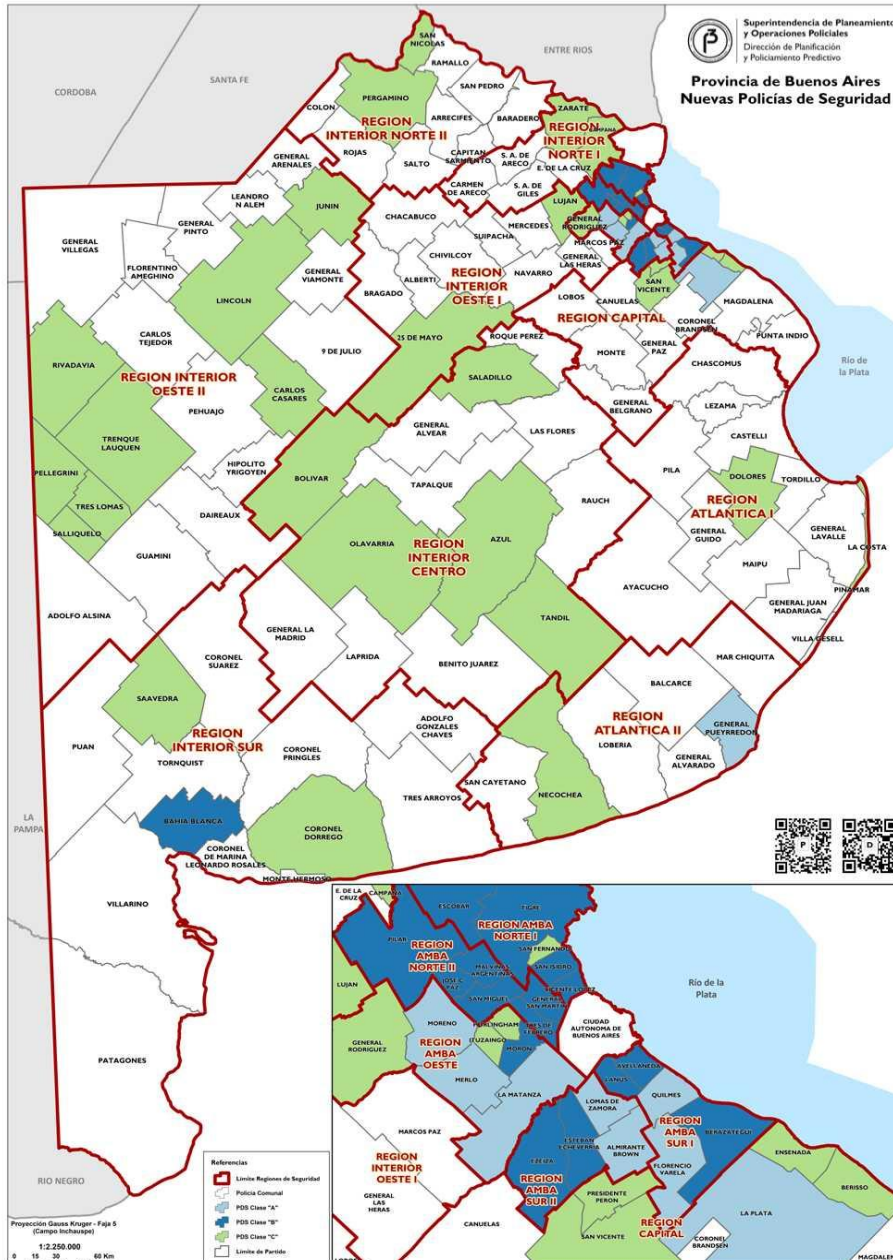 Superintendencia de Planeamiento
y Operaciones Policiales
Dirección de Planificación
y Policiamiento Predictivo
Provincia de Buenos Aires
Nuevas Policías de Seguridad
CORDOBA
SANTA FE
ENTRE RIOS
SAN
NICOLAS
RAMALLO
SAN PEDRO
PERGAMINO
COLON
REGION
INTERIOR NORTE II
ARRECIFES
BARADERO
ZARATE
CAMPANA
REGION
INTERIOR
NORTE I
ROJAS
SALTO
CAPITAN
SARMIENTO
S. A. DE
ARECO
E. DE LA CRUZ
GENERAL
ARENALES
CARMEN
DE ARECO
S. A. DE
GILES
LUJAN
LEANDRO
N ALEM
JUNIN
CHACABUCO
MERCEDES
GENERAL
RODRIGUEZ
GENERAL
VILLEGAS
GENERAL
PINTO
SUIPACHA
MARCOS PAZ
FLORENTINO
AMEGHINO
GENERAL
VIAMONTE
CHIVILCOY
ALBERTI
BRAGADO
REGION
INTERIOR
OESTE I
NAVARRO
GENERAL
LAS HERAS
LINCOLN
LOBOS
CANUELAS
SAN
VICENTE
REGION CAPITAL
MAGDALENA
CARLOS
TEJEDOR
9 DE JULIO
25 DE MAYO
ROQUE PEREZ
MONTE
GENERAL
PAZ
CORONEL
BRANDSEN
PUNTA INDIO
Río de
la Plata
RIVADAVIA
REGION INTERIOR
OESTE II
PEHUAJO
CARLOS
CASARES
SALADILLO
CHASCOMUS
GENERAL
BELGRANO
LEZAMA
TRENQUE
LAUQUEN
GENERAL
ALVEAR
LAS FLORES
CASTELLI
PELLEGRINI
HIPOLITO
YRIGOYEN
BOLIVAR
TAPALQUE
PILA
DOLORES
TORDILLO
TRES LOMAS
DAIREAUX
RAUCH
REGION
ATLANTICA I
SALLIQUELO
GUAMINI
OLAVARRIA
REGION
INTERIOR
CENTRO
AZUL
GENERAL
GUIDO
GENERAL
LAVALLE
LA COSTA
MAIPU
AYACUCHO
PINAMAR
GENERAL JUAN
MADARIAGA
ADOLFO ALSINA
TANDIL
VILLA GESELL
GENERAL LA
MADRID
LAPRIDA
BENITO JUAREZ
MAR CHIQUITA
CORONEL
SUAREZ
BALCARCE
SAAVEDRA
GENERAL
PUEYRREDON
REGION
ATLANTICA II
PUAN
REGION
INTERIOR SUR
TORNQUIST
CORONEL
PRINGLES
ADOLFO
GONZALES
CHAVES
LOBERIA
GENERAL
ALVARADO
SAN CAYETANO
NECOCHEA
TRES ARROYOS
LA
PAMPA
BAHIA BLANCA
CORONEL
DORREGO
CORONEL
DE MARINA
LEONARDO ROSALES
MONTE HERMOSO
P
D
VILLARINO
PATAGONES
RIO NEGRO
E. DE LA
CRUZ
CAMPANA
ESCOBAR
TIGRE
REGION AMBA
NORTE I
PILAR
REGION
AMBA
NORTE II
SAN FERNANDO
SAN ISIDRO
MALVINAS
ARGENTINAS
JOSE C
PAZ
VICENTE LOPEZ
LUJAN
SAN MIGUEL
GENERAL
SAN MARTIN
Río de la
Plata
MORENO
HURLINGHAM
TRES DE
FEBRERO
CIUDAD
AUTONOMA DE
BUENOS AIRES
GENERAL
RODRIGUEZ
REGION
AMBA
OESTE
ITUZAINGO
MORON
AVELLANEDA
LANUS
MERLO
LA MATANZA
LOMAS DE
ZAMORA
QUILMES
MARCOS PAZ
REGION
AMBA
SUR I
BERAZATEGUI
ESTEBAN
ECHEVERRIA
ALMIRANTE
BROWN
REGION
INTERIOR
OESTE I
EZEIZA
FLORENCIO
VARELA
ENSENADA
GENERAL
LAS
HERAS
REGION
AMBA
SUR II
PRESIDENTE
PERON
BERISSO
LA PLATA
CANUELAS
SAN VICENTE
REGION
CAPITAL
CORONEL
BRANDSEN
MAGDALENA
LOBOS
Referencias
Límite Regiones de Seguridad
Policía Comunal
PDS Clase "A"
PDS Clase "B"
PDS Clase "C"
Límite de Partido
Proyección Gauss Kruger - Faja 5
(Campo Inchauspe)
1:2.250.000
0 15 30 60 Km